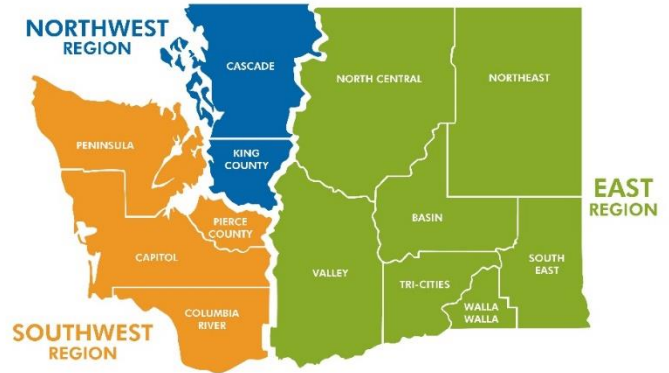 NORTHWEST
REGION
CASCADE
NORTH CENTRAL
NORTHEAST
PENINSULA
KING
COUNTY
EAST
REGION
PIERCE
COUNTY
BASIN
CAPITOL
VALLEY
SOUTH
EAST
TRI-CITIES
COLUMBIA
RIVER
WALLA
WALLA
SOUTHWEST
REGION